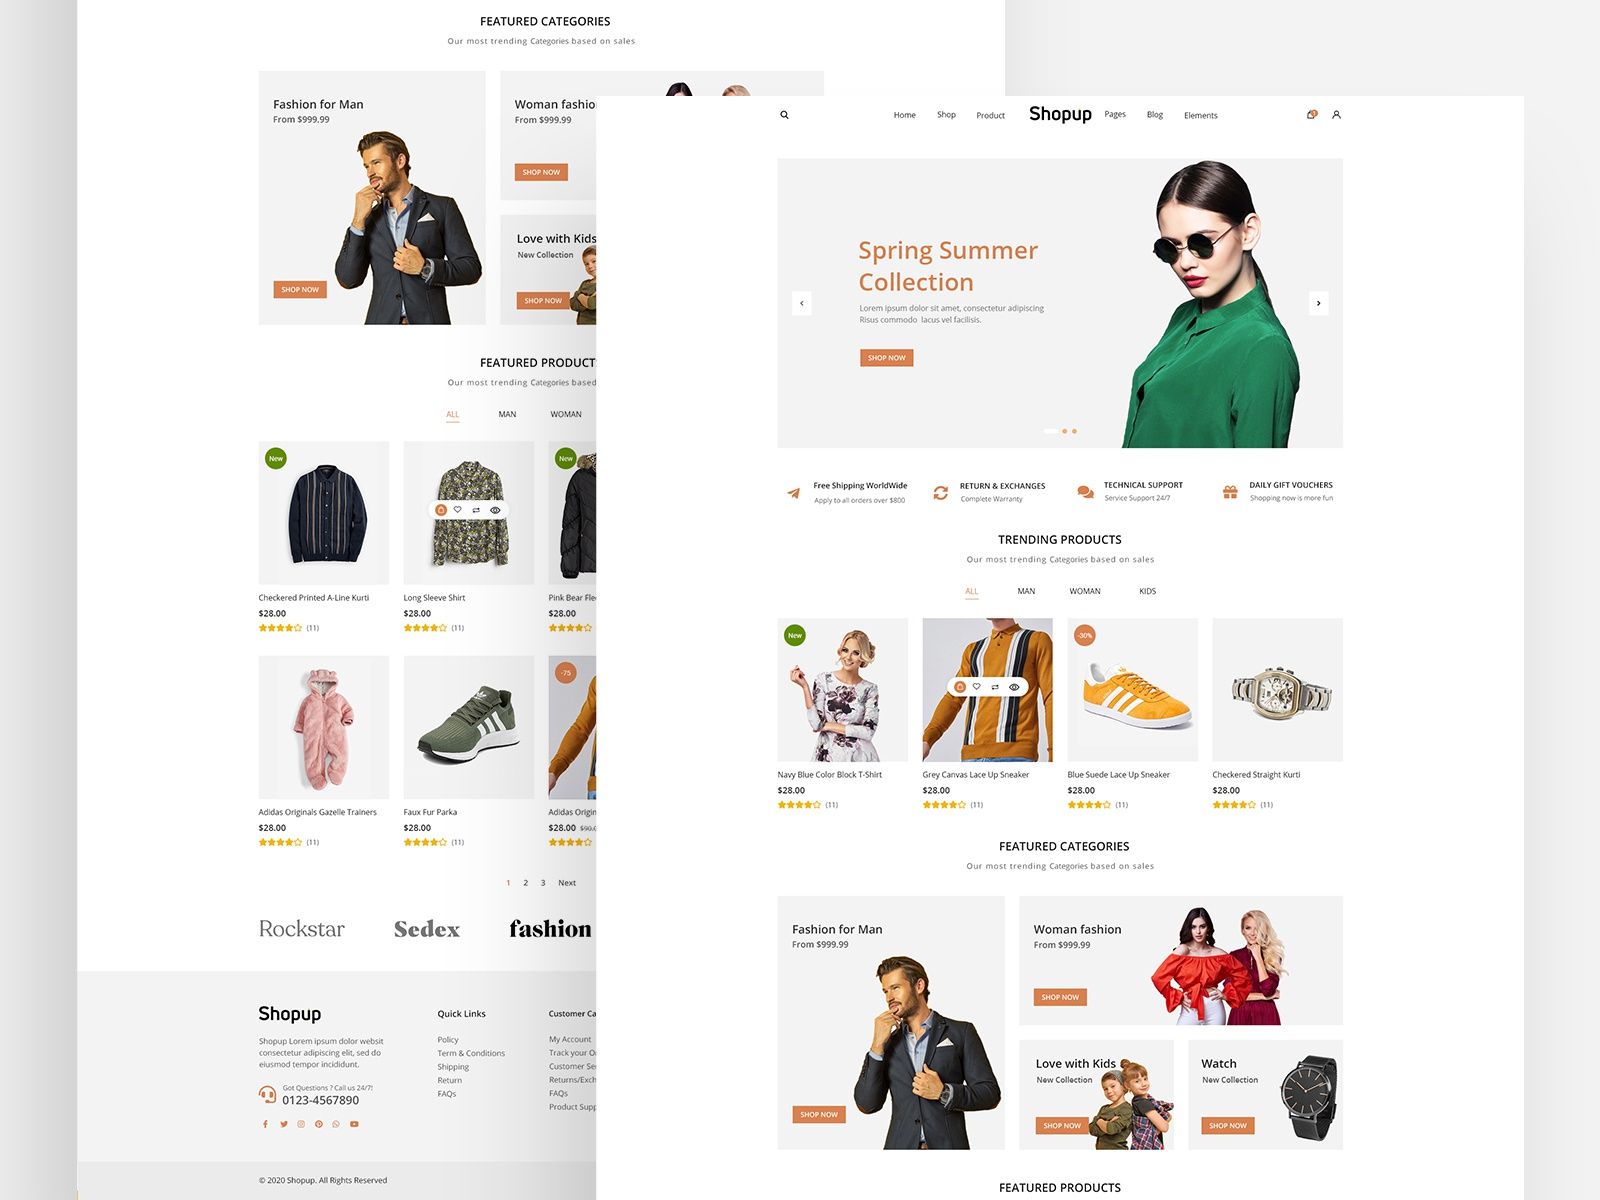 FEATURED CATEGORIES
Our most trending Categories based on sales
Fashion for Man
From $999.99
SHOP NOW
Woman fashio
From $999.99
SHOP NOW
Love with Kids
New Collection
SHOP NOW
FEATURED PRODUCT
Our most trending Categories based
ALL MAN WOMAN
New
New
Checkered Printed A-Line Kurti
$28.00
(11)
Long Sleeve Shirt
$28.00
(11)
Pink Bear Fle
$28.00
-75
Adidas Originals Gazelle Trainers
$28.00
(11)
Faux Fur Parka
$28.00
(11)
Adidas Origin
$28.00 $90.0
1 2 3 Next
Rockstar Sedex fashion
Shopup
Shopup Lorem ipsum dolor websit
consectetur adipiscing elit, sed do
eiusmod tempor incididunt.
Got Questions ? Call us 24/7!
0123-4567890
Quick Links
Policy
Term & Conditions
Shipping
Return
FAQs
Customer Ca
My Account
Track your O
Customer Se
Returns/Exch
FAQs
Product Supp
© 2020 Shopup. All Rights Reserved
Home Shop Product Shopup Pages Blog Elements
Spring Summer
Collection
Lorem ipsum dolor sit amet, consectetur adipiscing
Risus commodo lacus vel facilisis.
SHOP NOW
Free Shipping WorldWide
Apply to all orders over $800
RETURN & EXCHANGES
Complete Warranty
TECHNICAL SUPPORT
Service Support 24/7
DAILY GIFT VOUCHERS
Shopping now is more fun
TRENDING PRODUCTS
Our most trending Categories based on sales
ALL MAN WOMAN KIDS
New
-30%
Navy Blue Color Block T-Shirt
$28.00
(11)
Grey Canvas Lace Up Sneaker
$28.00
(11)
Blue Suede Lace Up Sneaker
$28.00
(11)
Checkered Straight Kurti
$28.00
(11)
FEATURED CATEGORIES
Our most trending Categories based on sales
Fashion for Man
From $999.99
SHOP NOW
Woman fashion
From $999.99
SHOP NOW
Love with Kids
New Collection
SHOP NOW
Watch
New Collection
SHOP NOW
FEATURED PRODUCTS